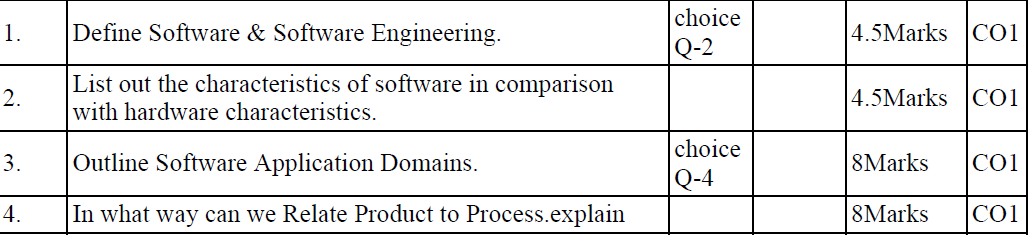 1. Define Software & Software Engineering. choice Q-2 4.5Marks CO1
2. List out the characteristics of software in comparison
with hardware characteristics. 4.5Marks CO1
3. Outline Software Application Domains. choice Q-4 8Marks CO1
4. In what way can we Relate Product to Process.explain 8Marks CO1